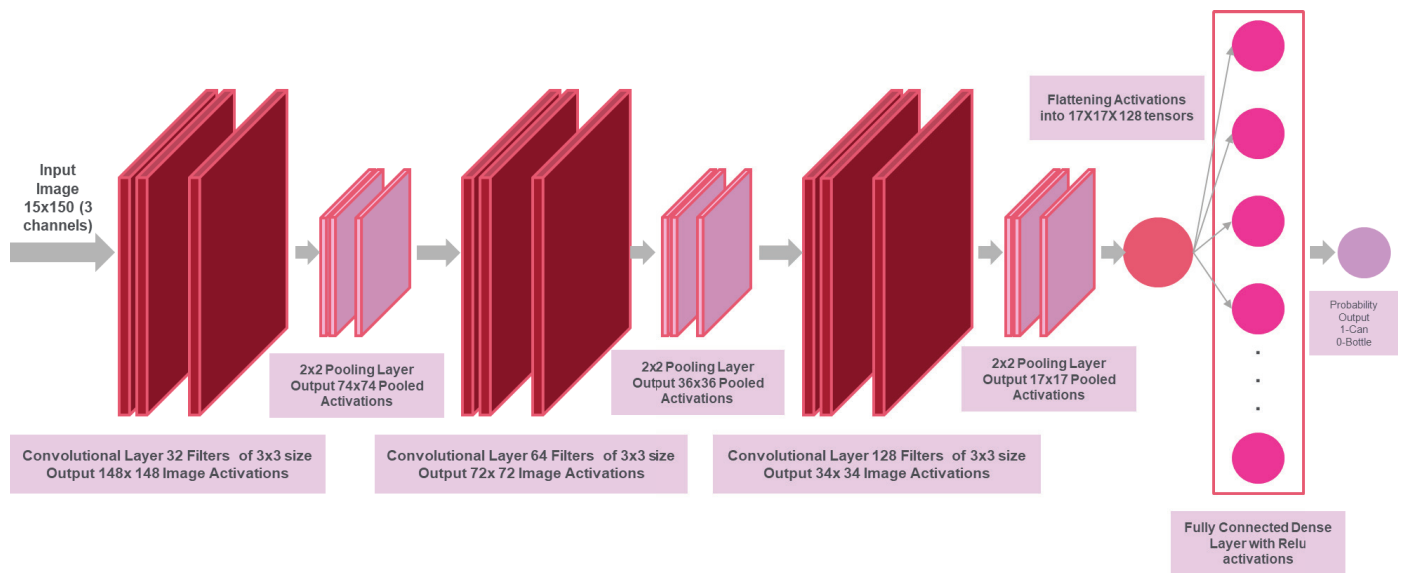 Input
Image
15x150 (3
channels)
Convolutional Layer 32 Filters of 3x3 size
Output 148x 148 Image Activations
2x2 Pooling Layer
Output 74x74 Pooled
Activations
Convolutional Layer 64 Filters of 3x3 size
Output 72x 72 Image Activations
2x2 Pooling Layer
Output 36x36 Pooled
Activations
Convolutional Layer 128 Filters of 3x3 size
Output 34x 34 Image Activations
2x2 Pooling Layer
Output 17x17 Pooled
Activations
Flattening Activations
into 17X17X 128 tensors
Fully Connected Dense
Layer with Relu
activations
Probability
Output
1-Can
0-Bottle